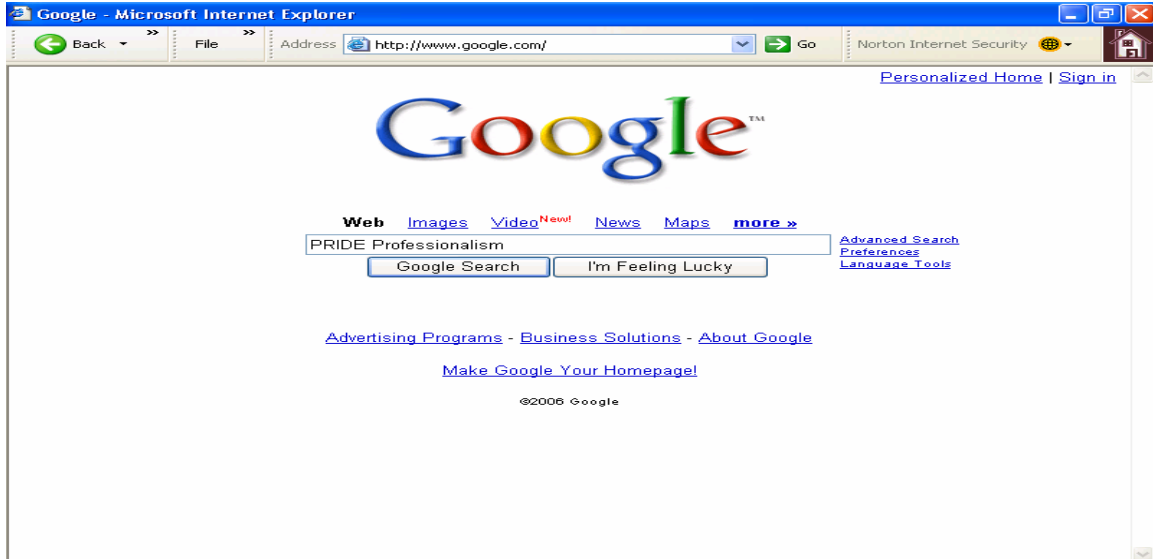 Google - Microsoft Internet Explorer
Back » File » Address http://www.google.com/ Go Norton Internet Security
Personalized Home | Sign in
Google™
Web Images Video New! News Maps more »
PRIDE Professionalism
Advanced Search
Preferences
Language Tools
Google Search I'm Feeling Lucky
Advertising Programs - Business Solutions - About Google
Make Google Your Homepage!
©2006 Google